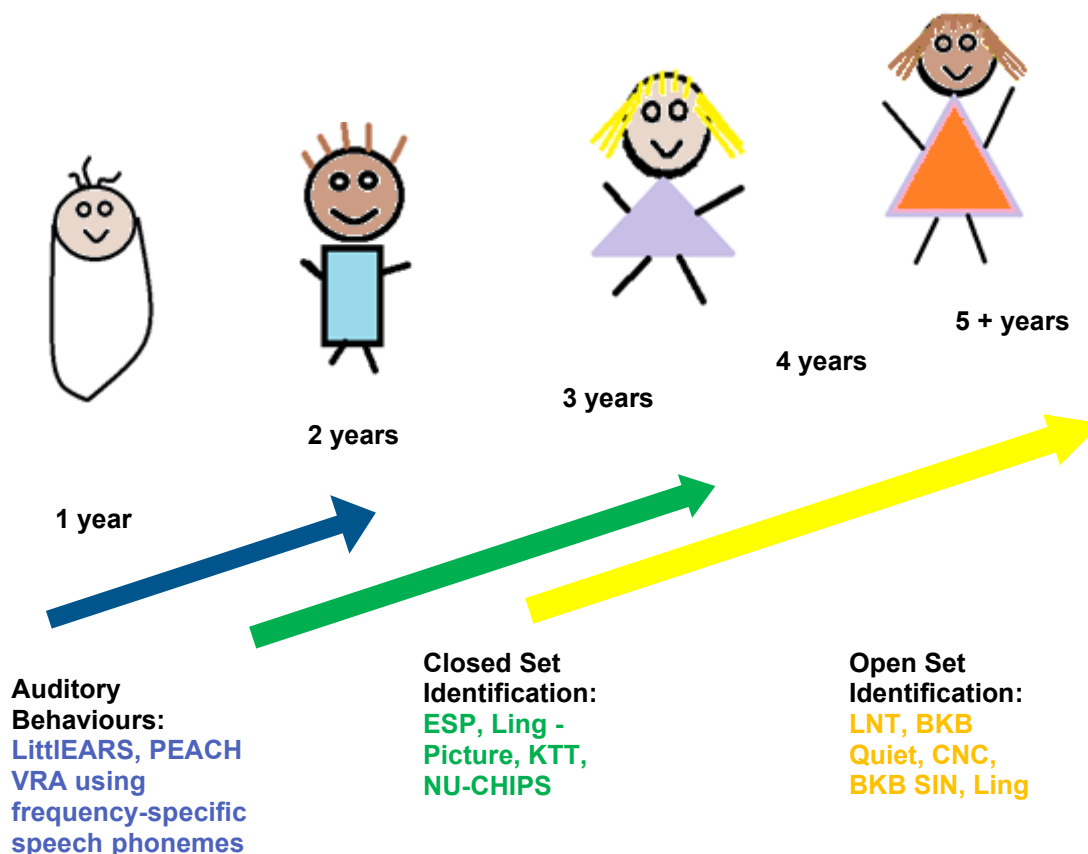 5 + years
4 years
3 years
2 years
1 year
Auditory
Behaviours:
LittlEARS, PEACH
VRA using
frequency-specific
speech phonemes
Closed Set
Identification:
ESP, Ling -
Picture, KTT,
NU-CHIPS
Open Set
Identification:
LNT, BKB
Quiet, CNC,
BKB SIN, Ling